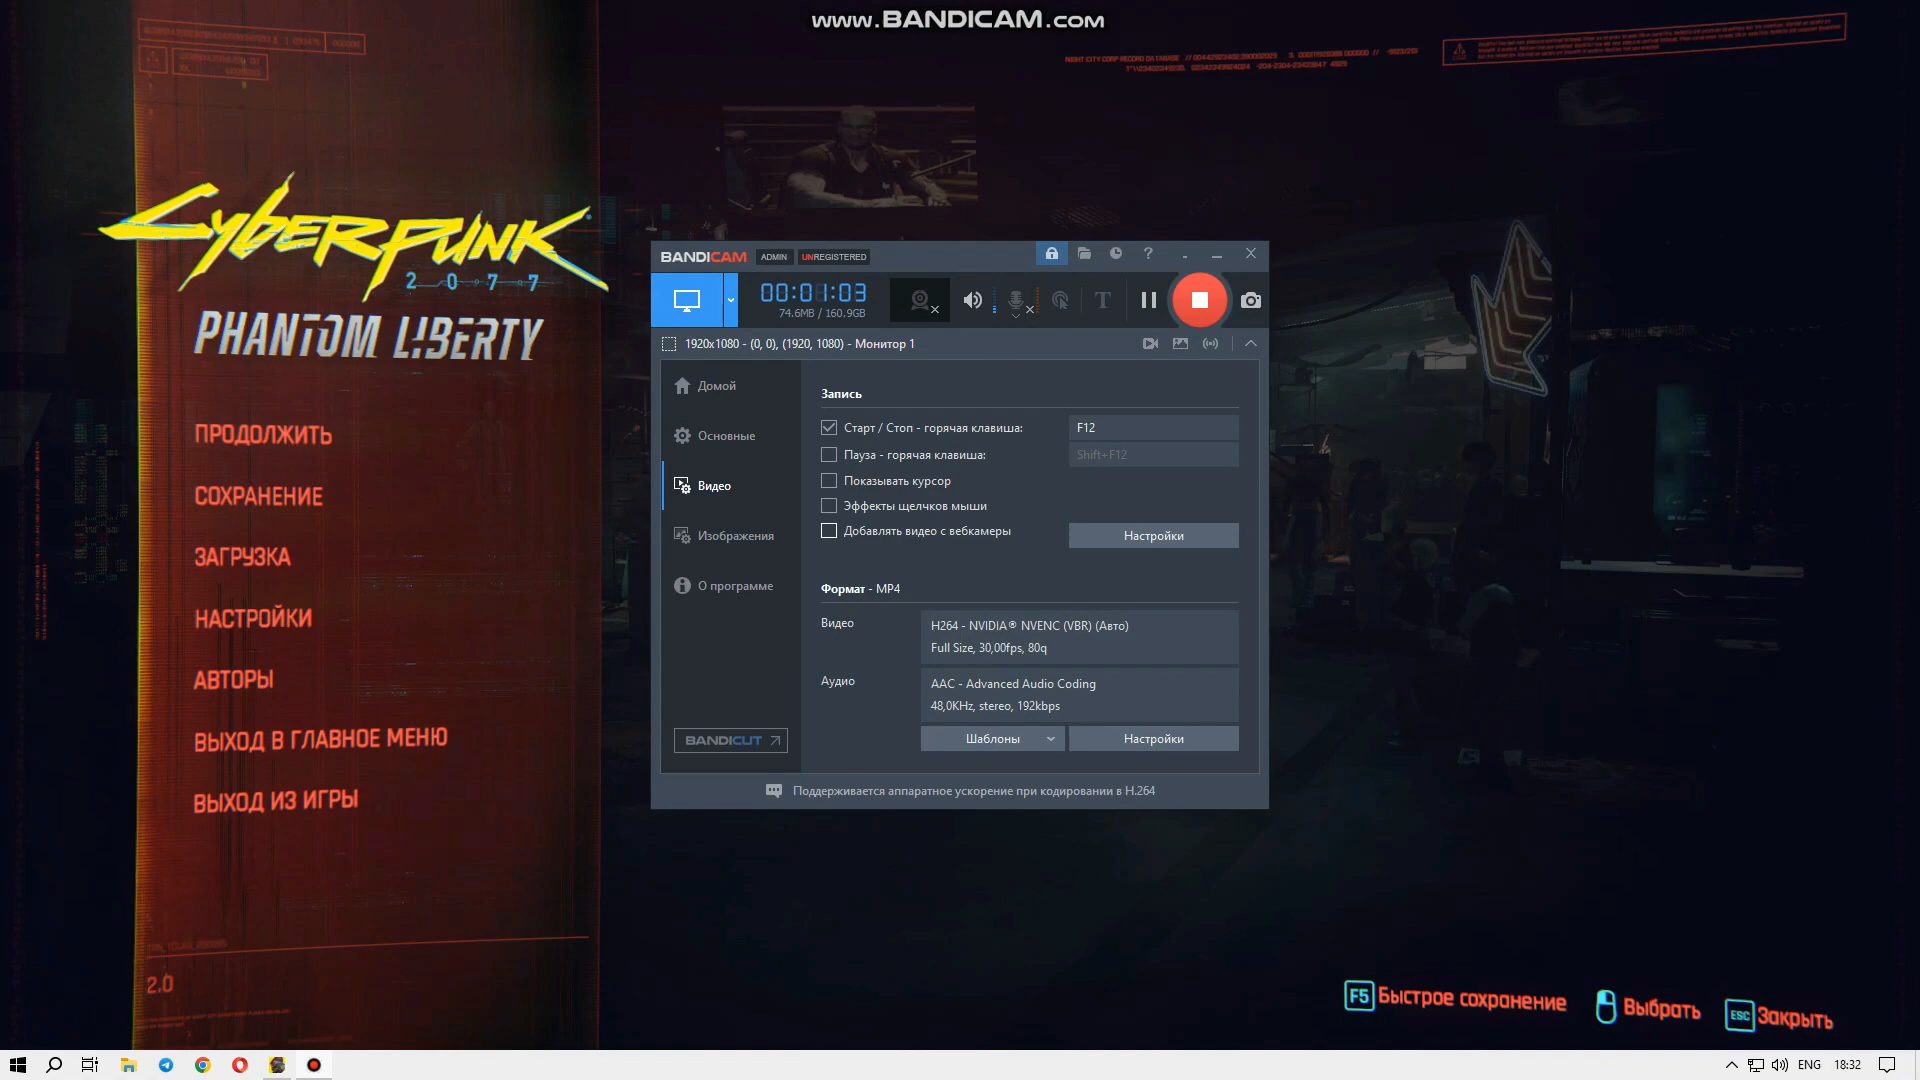 www.BANDICAM.com
NIGHT CITY CORP RECORD DATABASE
CYBERPUNK
2077
PHANTOM LIBERTY
ПРОДОЛЖИТЬ
СОХРАНЕНИЕ
ЗАГРУЗКА
НАСТРОЙКИ
АВТОРЫ
ВЫХОД В ГЛАВНОЕ МЕНЮ
ВЫХОД ИЗ ИГРЫ
2.0
BANDICAM ADMIN UNREGISTERED
00:01:03
74.6MB / 160.9GB
1920x1080 - (0, 0), (1920, 1080) - Монитор 1
Домой
Основные
Видео
Изображения
О программе
BANDICUT
Запись
Старт / Стоп - горячая клавиша: F12
Пауза - горячая клавиша: Shift+F12
Показывать курсор
Эффекты щелчков мыши
Добавлять видео с вебкамеры Настройки
Формат - MP4
Видео
H264 - NVIDIA® NVENC (VBR) (Авто)
Full Size, 30,00fps, 80q
Аудио
AAC - Advanced Audio Coding
48,0KHz, stereo, 192kbps
Шаблоны Настройки
Поддерживается аппаратное ускорение при кодировании в H.264
F5 Быстрое сохранение Выбрать ESC Закрыть
ENG 18:32